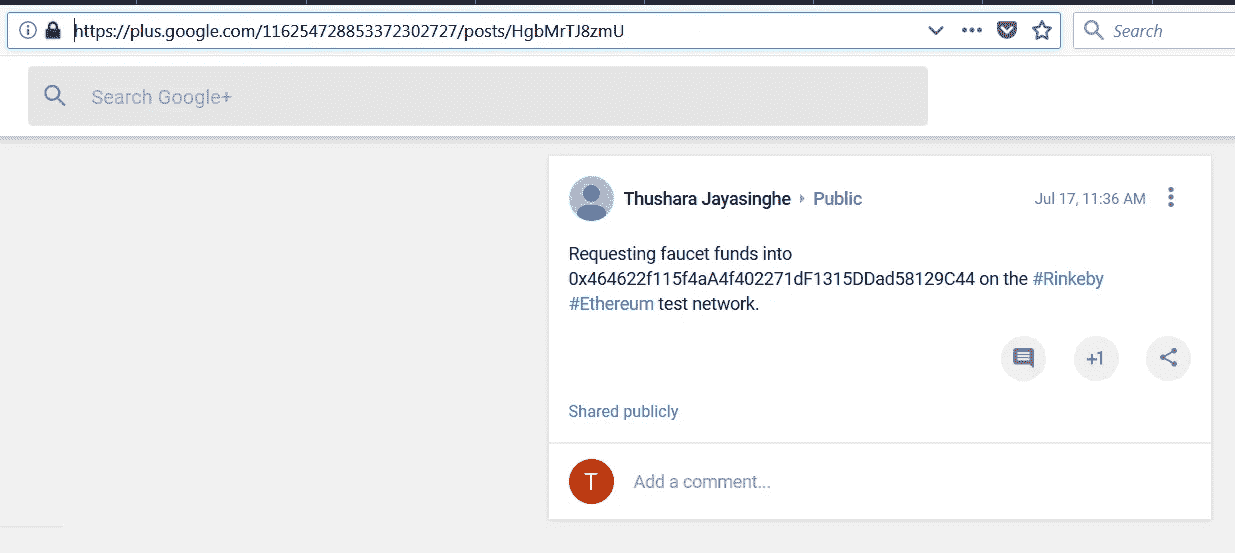 https://plus.google.com/116254728853372302727/posts/HgbMrTJ8zmU
Search
Search Google+
Thushara Jayasinghe Public
Jul 17, 11:36 AM
Requesting faucet funds into
0x464622f115f4aA4f402271dF1315DDad58129C44 on the #Rinkeby
#Ethereum test network.
+1
Shared publicly
T
Add a comment...